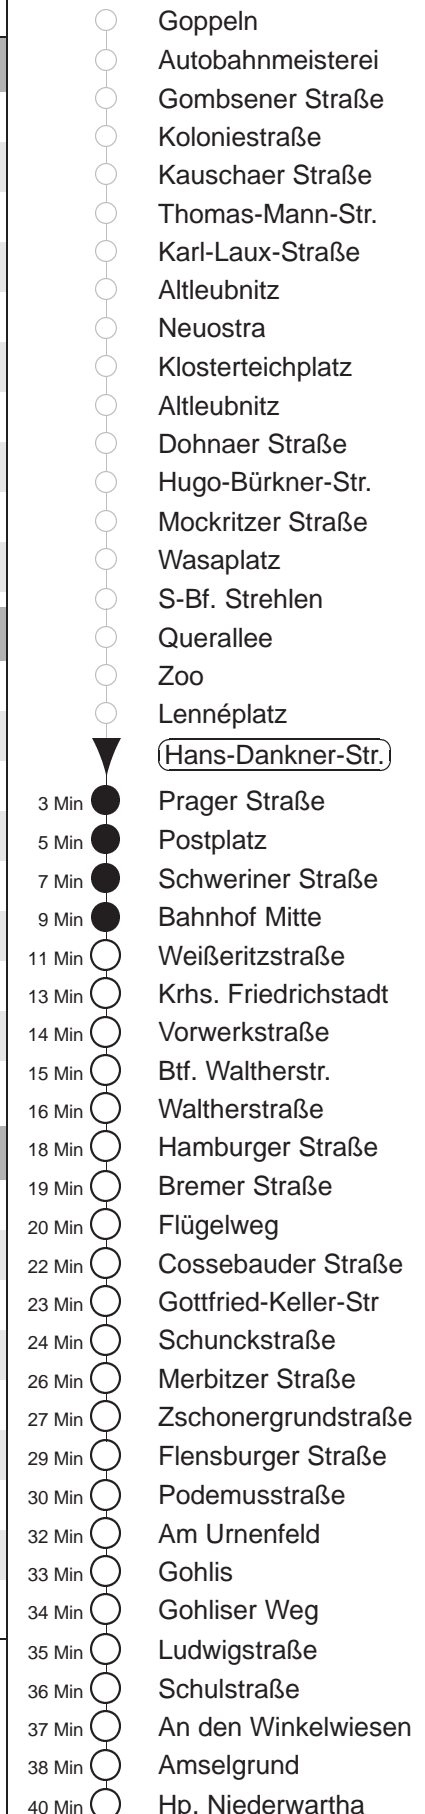 Goppeln
Autobahnmeisterei
Gombsener Straße
Koloniestraße
Kauschaer Straße
Thomas-Mann-Str.
Karl-Laux-Straße
Altleubnitz
Neuostra
Klosterteichplatz
Altleubnitz
Dohnaer Straße
Hugo-Bürkner-Str.
Mockritzer Straße
Wasaplatz
S-Bf. Strehlen
Querallee
Zoo
Lennéplatz
Hans-Dankner-Str.
3 Min Prager Straße
5 Min Postplatz
7 Min Schweriner Straße
9 Min Bahnhof Mitte
11 Min Weißeritzstraße
13 Min Krhs. Friedrichstadt
14 Min Vorwerkstraße
15 Min Btf. Waltherstr.
16 Min Waltherstraße
18 Min Hamburger Straße
19 Min Bremer Straße
20 Min Flügelweg
22 Min Cossebauder Straße
23 Min Gottfried-Keller-Str
24 Min Schunckstraße
26 Min Merbitzer Straße
27 Min Zschonergrundstraße
29 Min Flensburger Straße
30 Min Podemusstraße
32 Min Am Urnenfeld
33 Min Gohlis
34 Min Gohliser Weg
35 Min Ludwigstraße
36 Min Schulstraße
37 Min An den Winkelwiesen
38 Min Amselgrund
40 Min Hp. Niederwartha